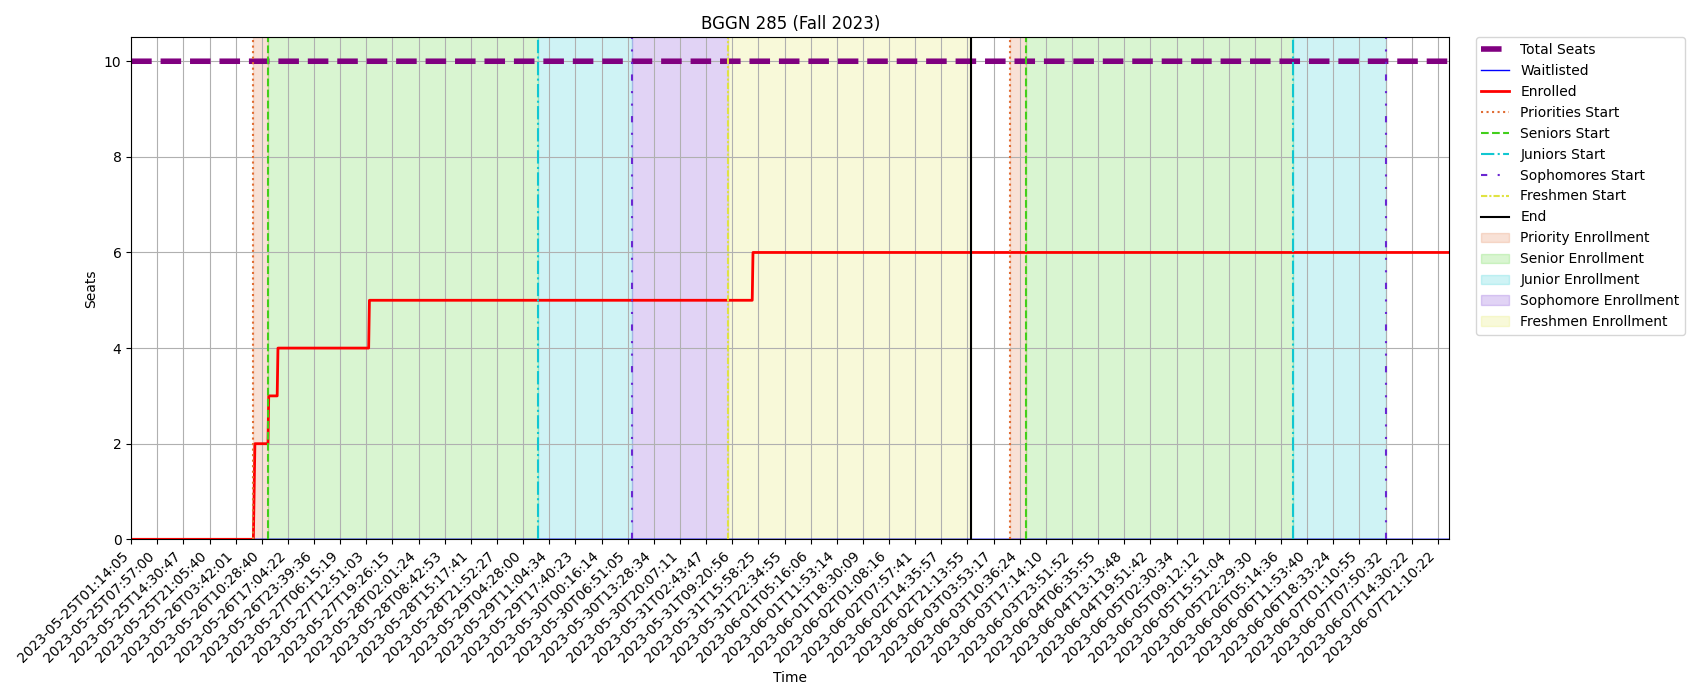 BGGN 285 (Fall 2023)
Seats
10
8
6
4
2
0
2023-05-25T01:14:05
2023-05-25T07:57:00
2023-05-25T14:30:47
2023-05-25T21:05:40
2023-05-26T03:42:01
2023-05-26T10:28:40
2023-05-26T17:04:22
2023-05-26T23:39:36
2023-05-27T06:15:19
2023-05-27T12:51:03
2023-05-27T19:26:15
2023-05-28T02:01:24
2023-05-28T08:42:53
2023-05-28T15:17:41
2023-05-28T21:52:27
2023-05-29T04:28:00
2023-05-29T11:04:34
2023-05-29T17:40:23
2023-05-30T00:16:14
2023-05-30T06:51:05
2023-05-30T13:28:34
2023-05-30T20:07:11
2023-05-31T02:43:47
2023-05-31T09:20:56
2023-05-31T15:58:25
2023-05-31T22:34:55
2023-06-01T05:16:06
2023-06-01T11:53:14
2023-06-01T18:30:09
2023-06-02T01:08:16
2023-06-02T07:57:41
2023-06-02T14:35:57
2023-06-02T21:13:55
2023-06-03T03:53:17
2023-06-03T10:36:24
2023-06-03T17:14:10
2023-06-03T23:51:52
2023-06-04T06:35:55
2023-06-04T13:13:48
2023-06-04T19:51:42
2023-06-05T02:30:34
2023-06-05T09:12:12
2023-06-05T15:51:04
2023-06-05T22:29:30
2023-06-06T05:14:36
2023-06-06T11:53:40
2023-06-06T18:33:24
2023-06-07T01:10:55
2023-06-07T07:50:32
2023-06-07T14:30:22
2023-06-07T21:10:22
Time
Total Seats
Waitlisted
Enrolled
Priorities Start
Seniors Start
Juniors Start
Sophomores Start
Freshmen Start
End
Priority Enrollment
Senior Enrollment
Junior Enrollment
Sophomore Enrollment
Freshmen Enrollment